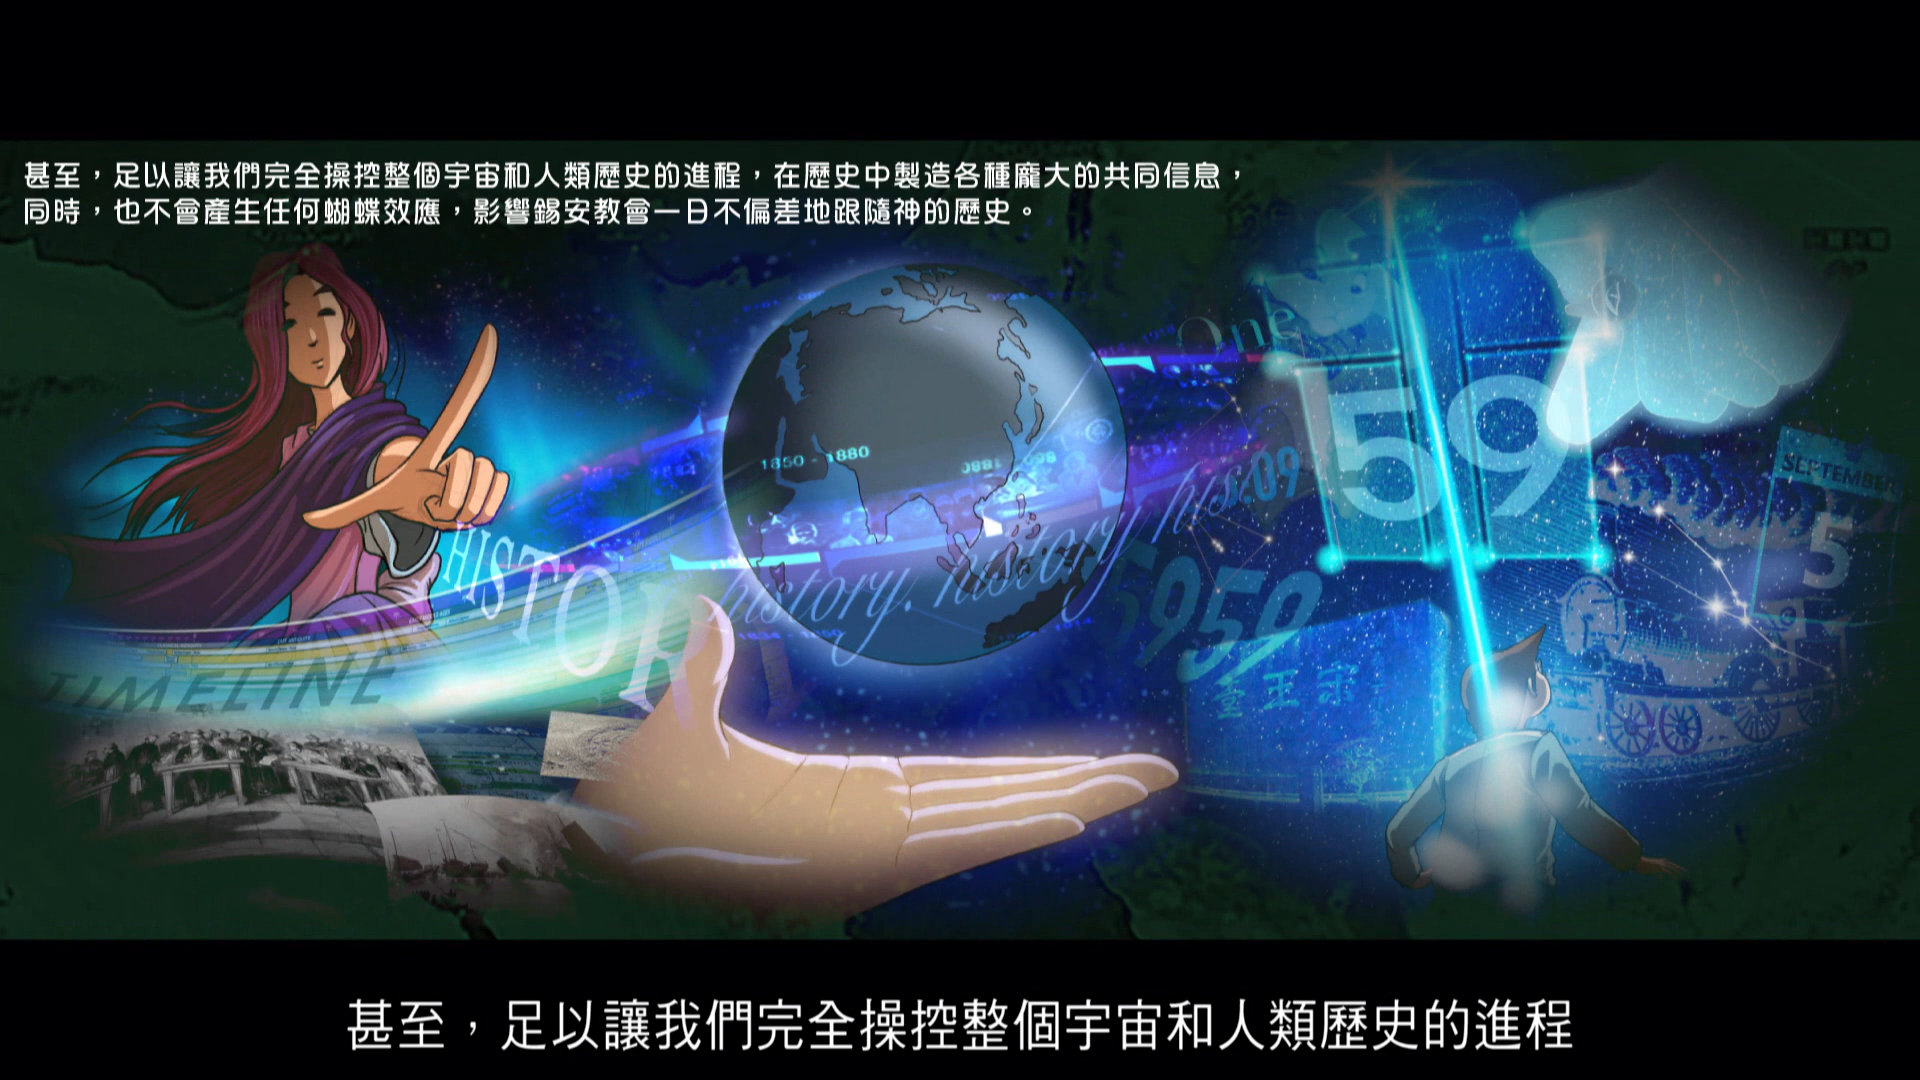 甚至，足以讓我們完全操控整個宇宙和人類歷史的進程，在歷史中製造各種龐大的共同信息，
同時，也不會產生任何蝴蝶效應，影響錫安教會一日不偏差地跟隨神的歷史。
One
59
1850 - 1880
SEPTEMBER
5
HISTOR
history. history his
.09
5959
TIMELINE
甚至，足以讓我們完全操控整個宇宙和人類歷史的進程